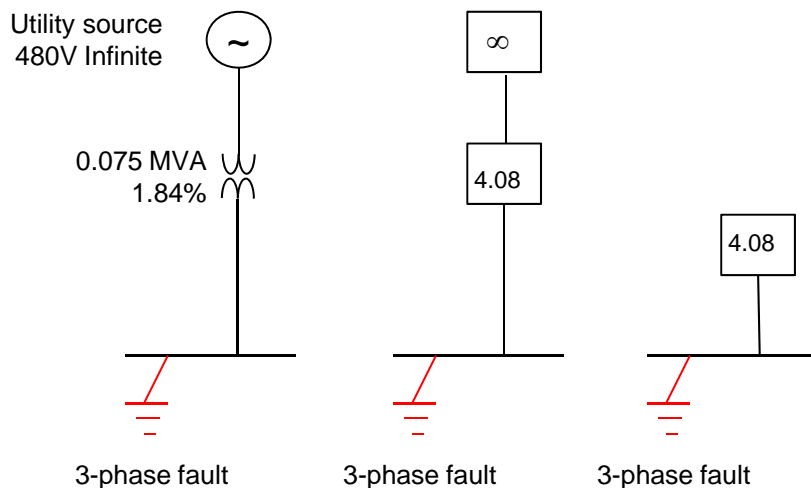 Utility source
480V Infinite
~
∞
0.075 MVA
1.84%
4.08
4.08
3-phase fault
3-phase fault
3-phase fault